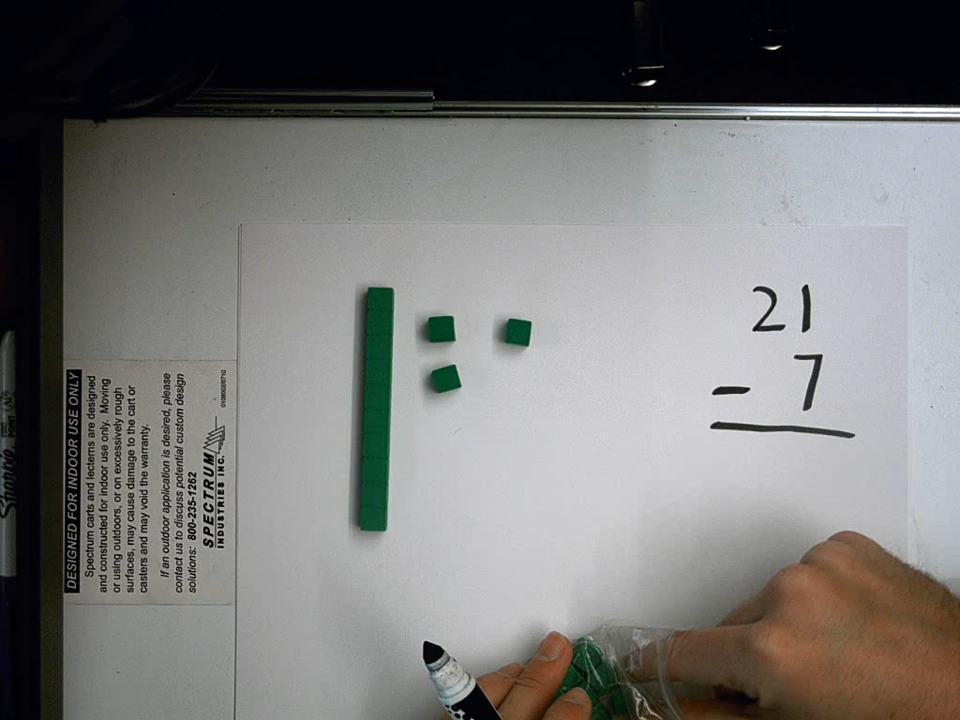 21
- 7
DESIGNED FOR INDOOR USE ONLY
Spectrum carts and lecterns are designed
and constructed for indoor use only. Moving
or using outdoors, or on excessively rough
surfaces, may cause damage to the cart or
casters and may void the warranty.
If an outdoor application is desired, please
contact us to discuss potential custom design
solutions: 800-235-1262
SPECTRUM
INDUSTRIES INC.
Sharpie